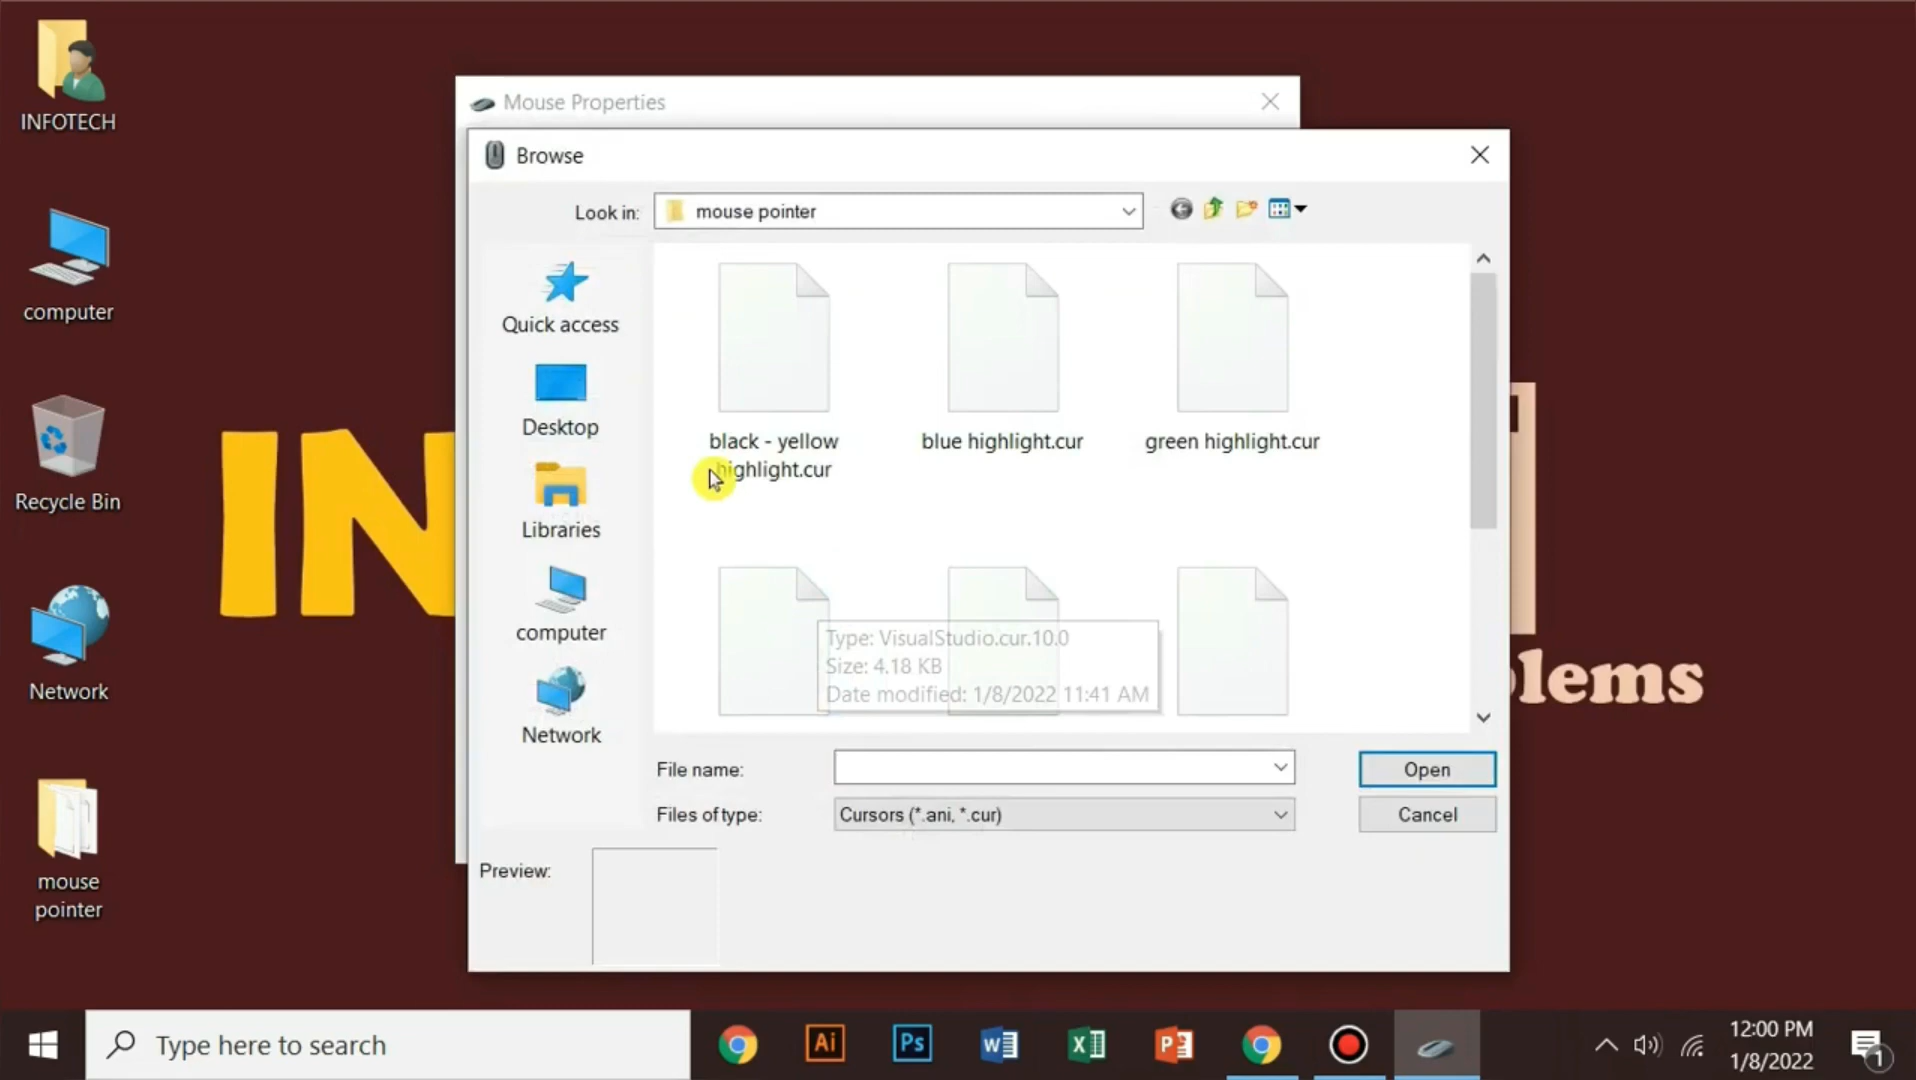 INFOTECH
computer
Recycle Bin
Network
mouse
pointer
IN
olems
Mouse Properties
Browse
Look in:
mouse pointer
Quick access
Desktop
Libraries
computer
Network
black - yellow
highlight.cur
blue highlight.cur
green highlight.cur
Type: VisualStudio.cur.10.0
Size: 4.18 KB
Date modified: 1/8/2022 11:41 AM
File name:
Open
Files of type:
Cursors (*.ani, *.cur)
Cancel
Preview:
Type here to search
Ai
Ps
W
X
P
12:00 PM
1/8/2022
1